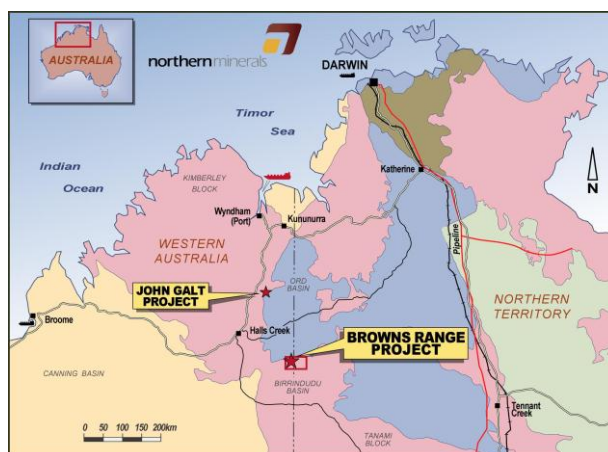 AUSTRALIA
northernminerals
DARWIN
Timor
Sea
Indian
Ocean
KIMBERLEY
BLOCK
Katherine
N
Wyndham
(Port)
Kununurra
WESTERN
AUSTRALIA
Pipeline
ORD
BASIN
JOHN GALT
PROJECT
NORTHERN
TERRITORY
Broome
Halls Creek
BROWNS RANGE
PROJECT
CANNING BASIN
BIRRINDUDU
BASIN
Tennant
Creek
0 50 100 150 200km
TANAMI
BLOCK